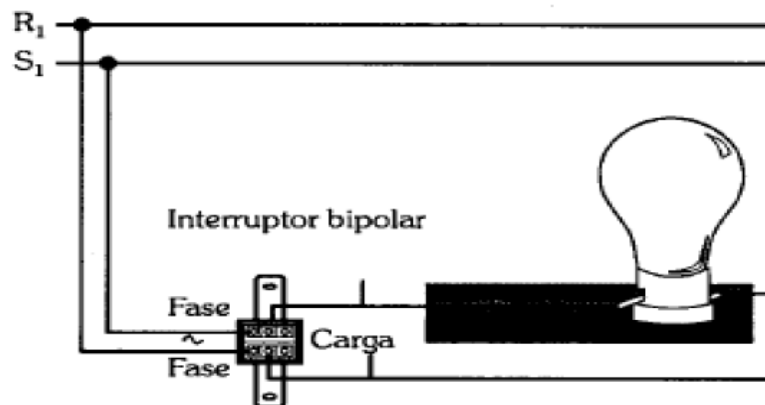 R₁
S₁
Interruptor bipolar
Fase
~
Carga
Fase